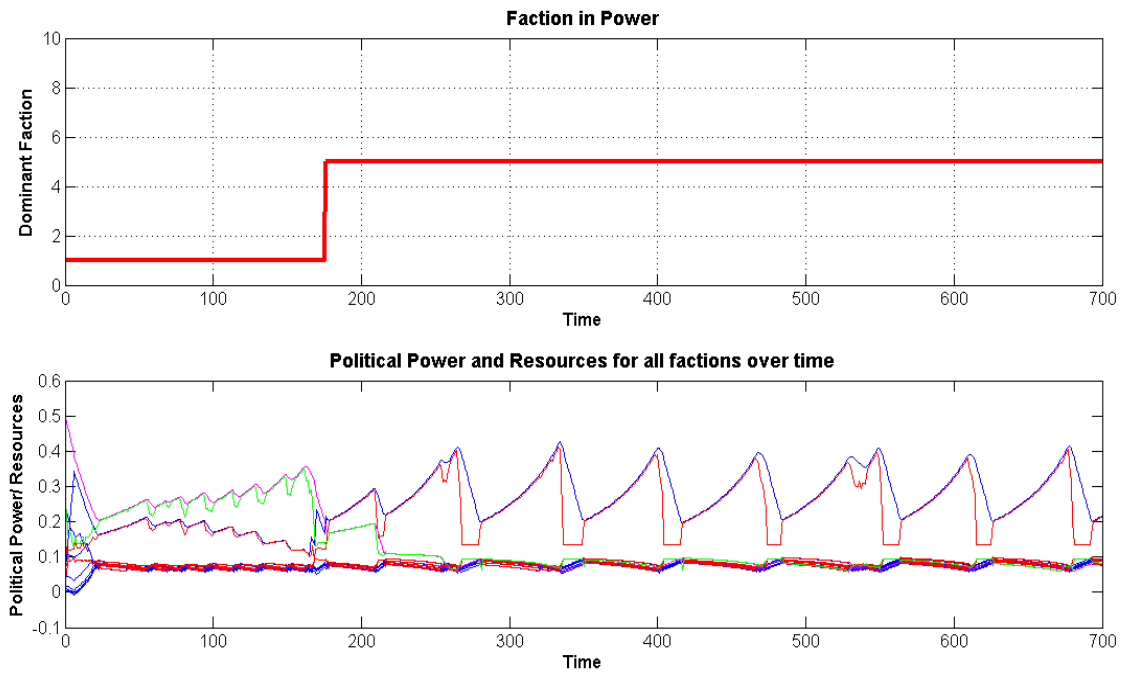 Faction in Power
10
8
6
4
2
0
Dominant Faction
0 100 200 300 400 500 600 700
Time
Political Power and Resources for all factions over time
0.6
0.5
0.4
0.3
0.2
0.1
0
-0.1
Political Power/ Resources
0 100 200 300 400 500 600 700
Time